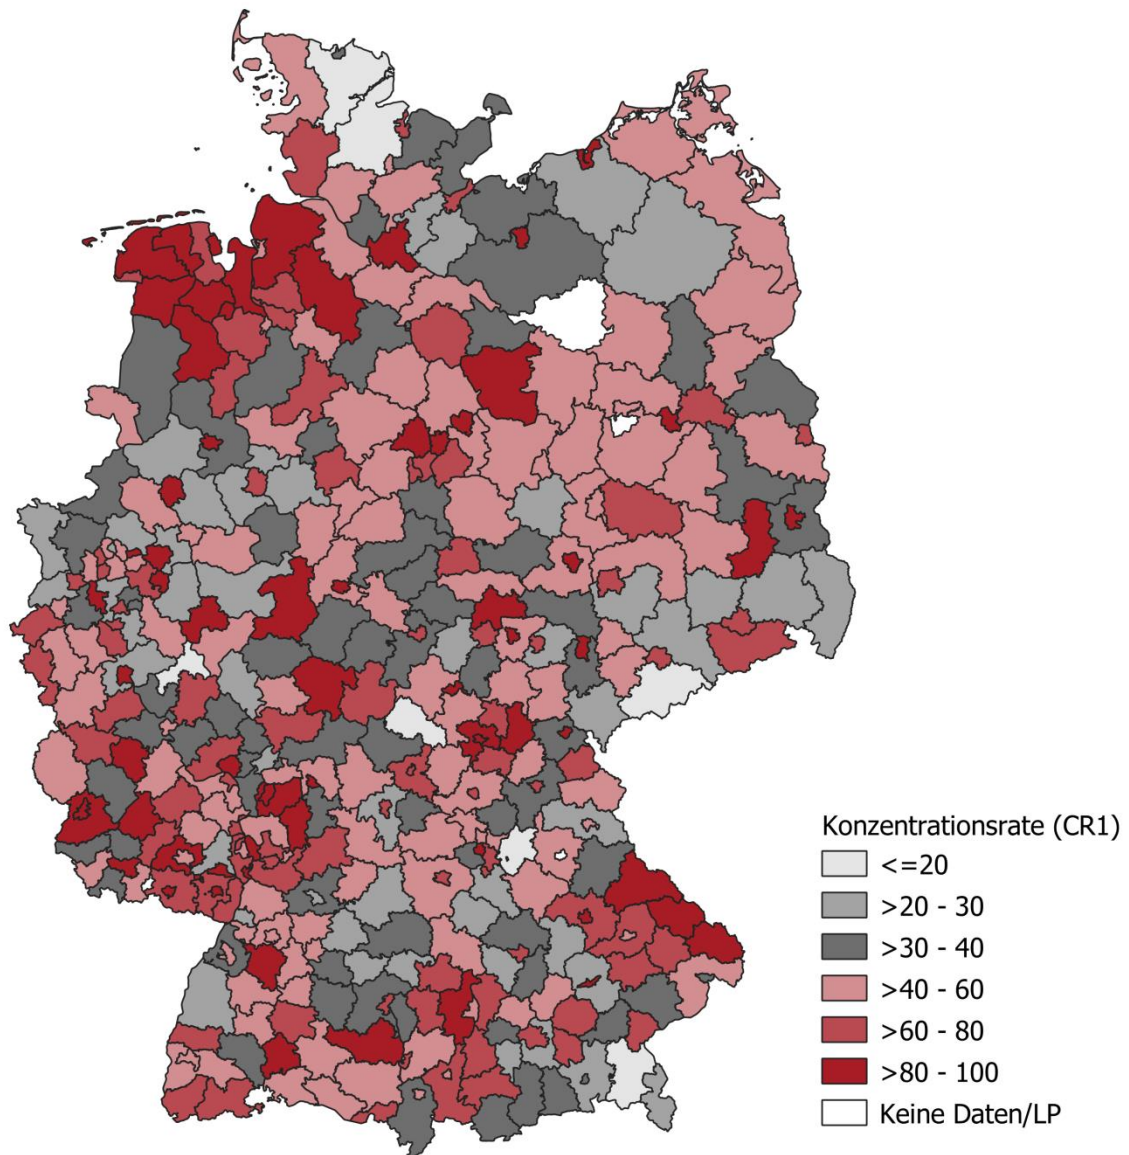 Konzentrationsrate (CR1)
<=20
>20 - 30
>30 - 40
>40 - 60
>60 - 80
>80 - 100
Keine Daten/LP